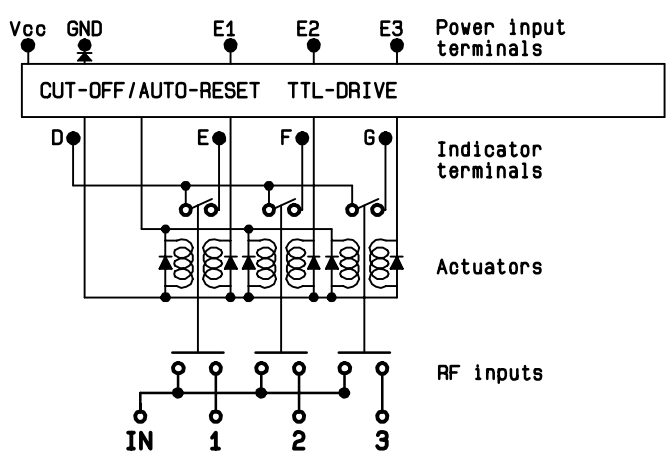 Vcc GND E1 E2 E3 Power input
terminals
CUT-OFF/AUTO-RESET TTL-DRIVE
D E F G Indicator
terminals
Actuators
RF inputs
IN 1 2 3